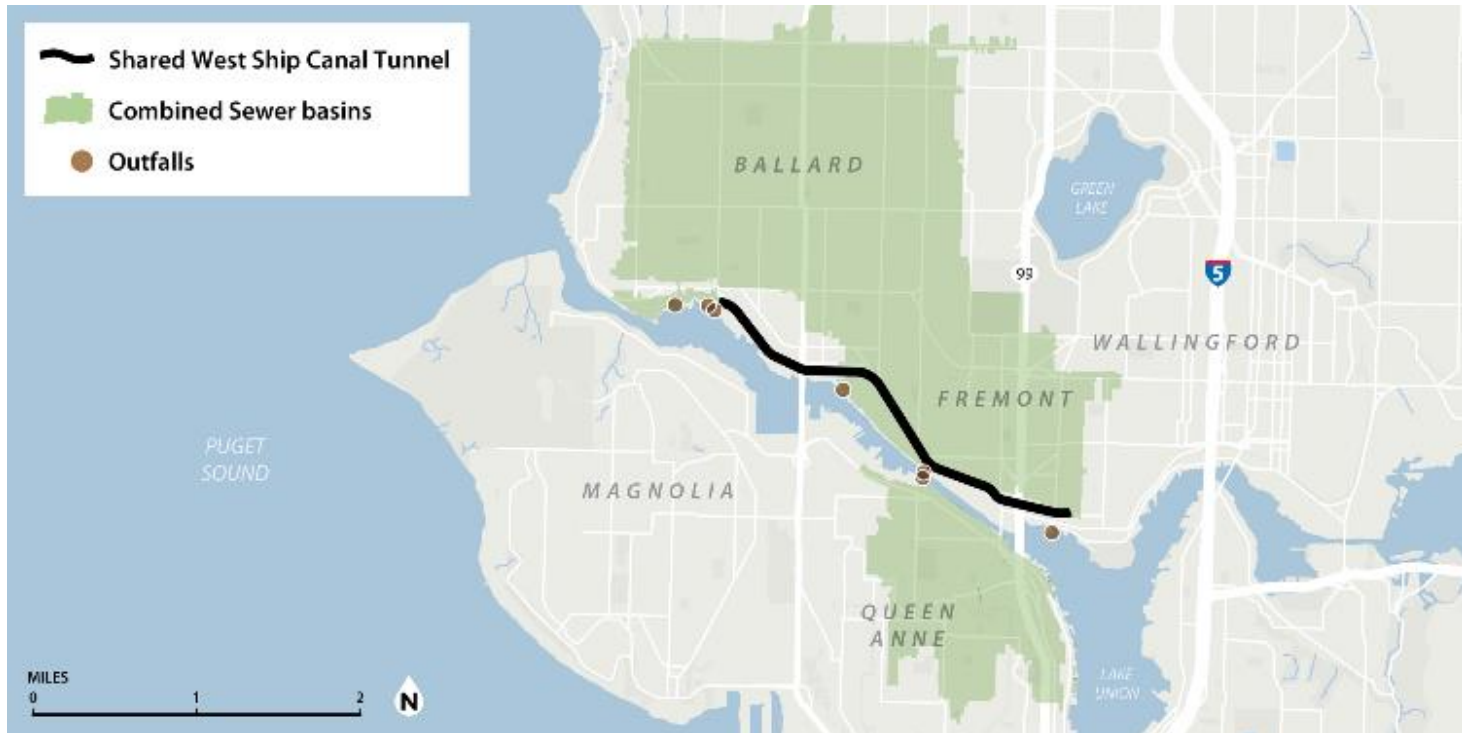 Shared West Ship Canal Tunnel
Combined Sewer basins
Outfalls
BALLARD
GREEN
LAKE
99
5
WALLINGFORD
FREMONT
PUGET
SOUND
MAGNOLIA
QUEEN
ANNE
LAKE
UNION
MILES
0 1 2
N